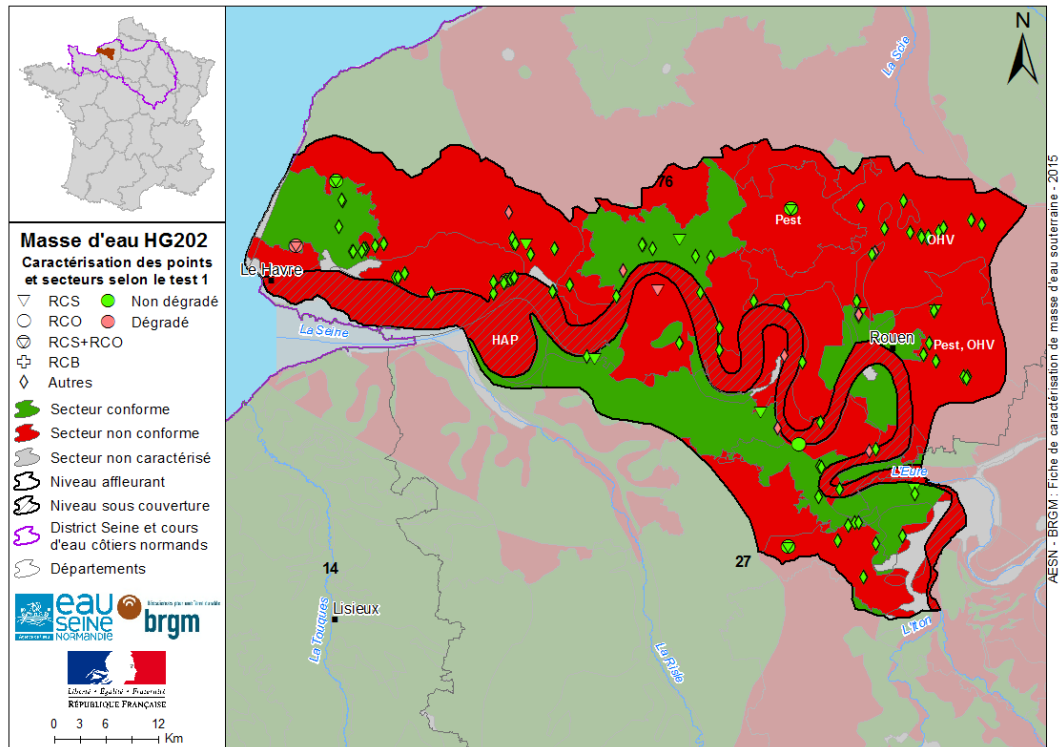 Masse d'eau HG202
Caractérisation des points
et secteurs selon le test 1
RCS
Non dégradé
RCO
Dégradé
RCS+RCO
RCB
Autres
Secteur conforme
Secteur non conforme
Secteur non caractérisé
Niveau affleurant
Niveau sous couverture
District Seine et cours
d'eau côtiers normands
Départements
eau
SEINE
NORMANDIE
brgm
Liberté • Égalité • Fraternité
RÉPUBLIQUE FRANÇAISE
0 3 6 12
Km
N
La Scie
76
Pest
OHV
Le Havre
La Seine
HAP
Rouen
Pest, OHV
L'Eure
27
14
Lisieux
La Touques
La Risle
L'Iton
AESN - BRGM : Fiche de caractérisation de masse d'eau souterraine - 2015